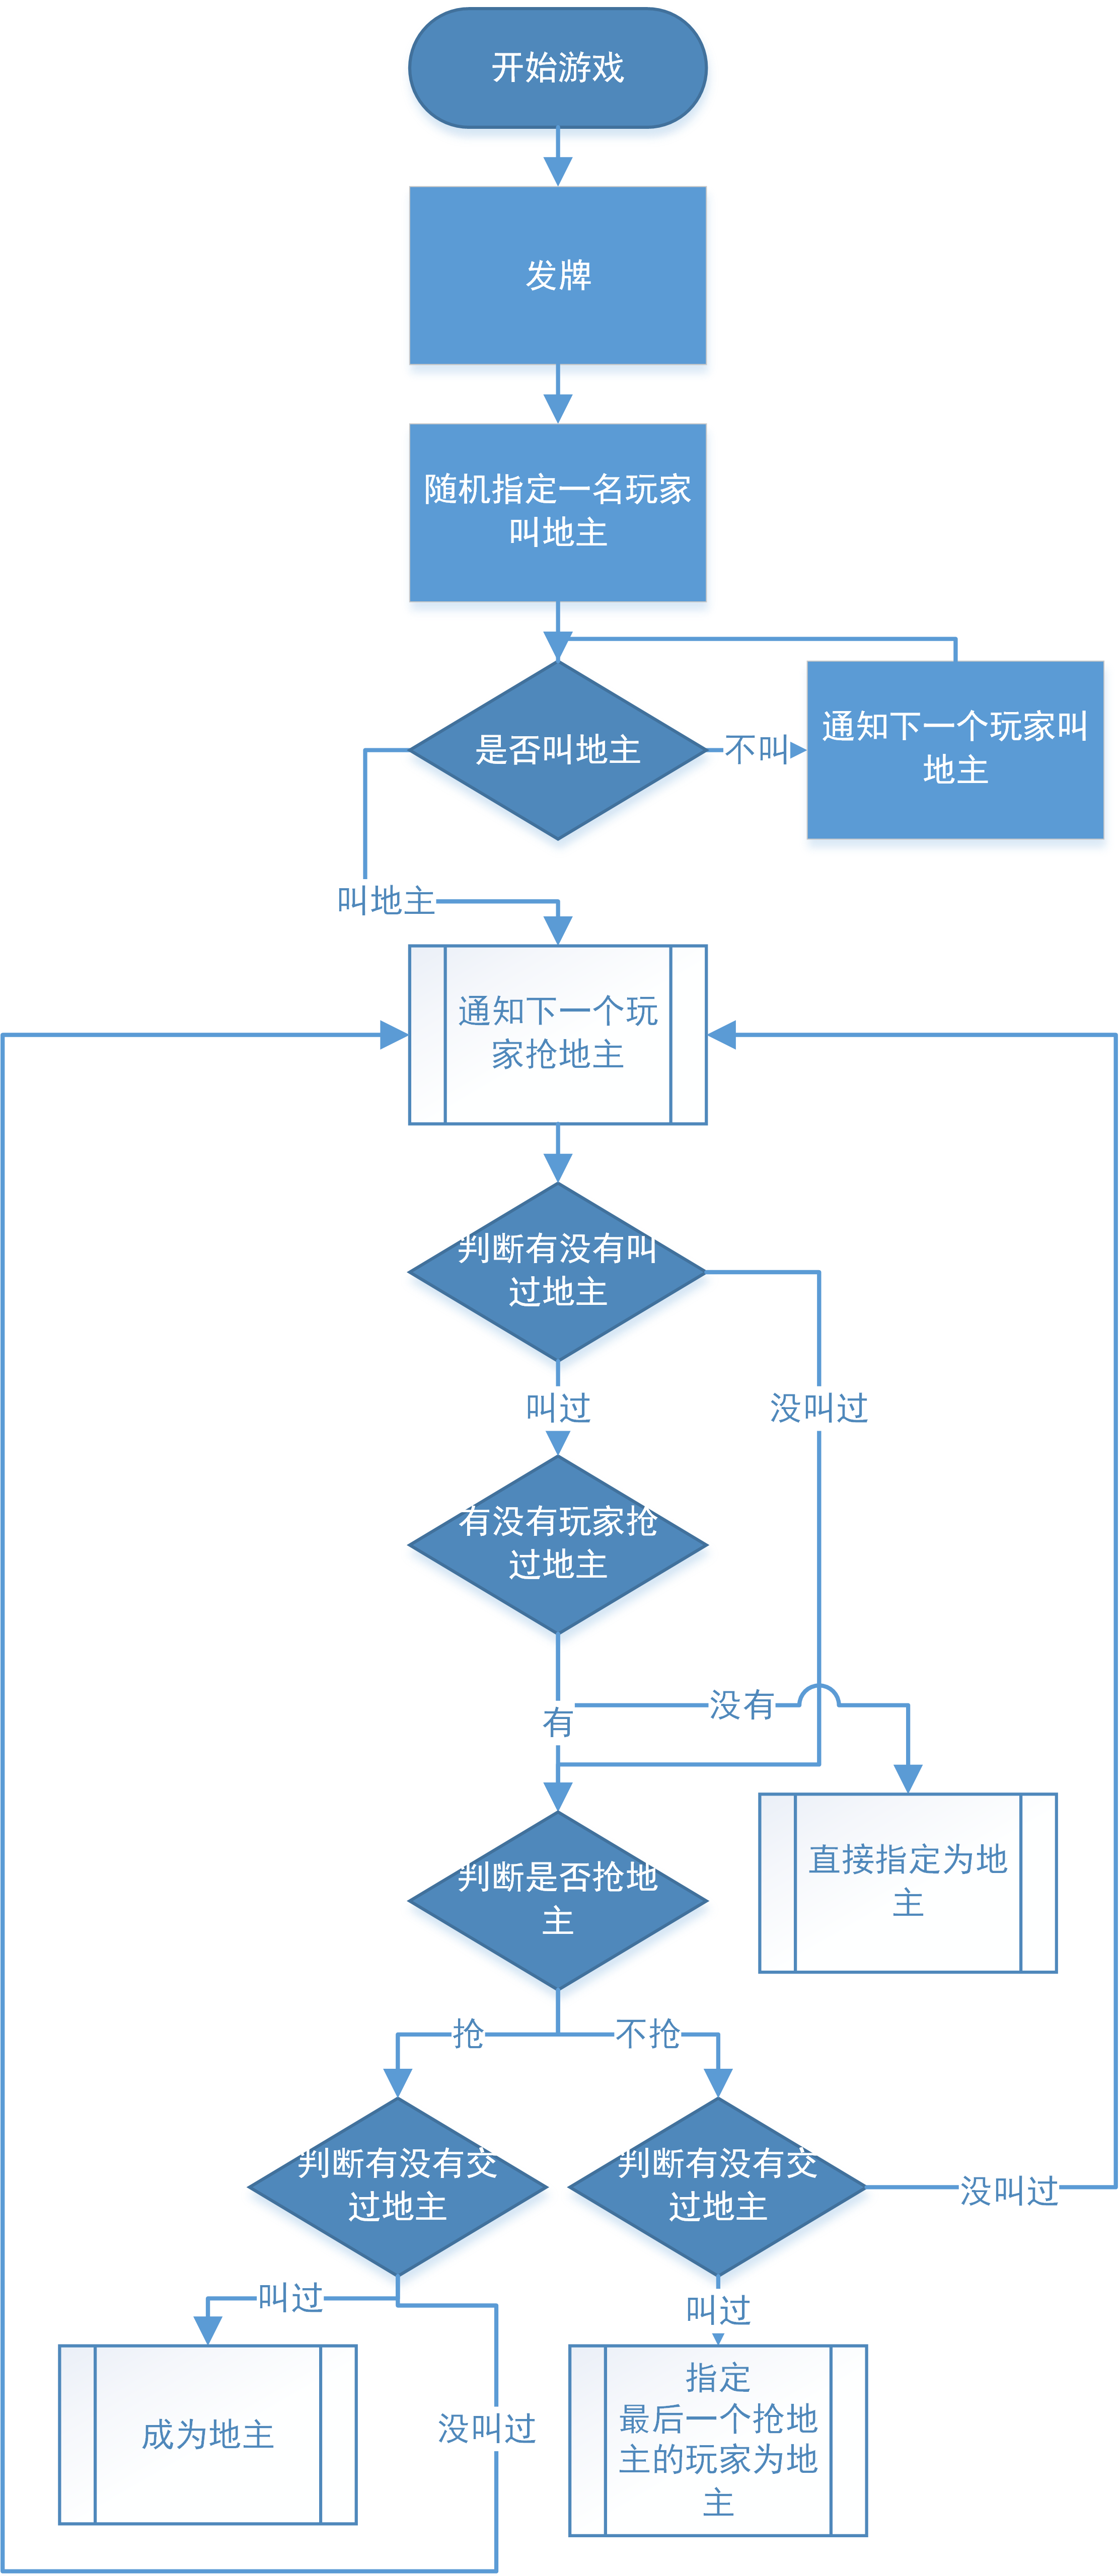 开始游戏
发牌
随机指定一名玩家
叫地主
是否叫地主
不叫
通知下一个玩家叫
地主
叫地主
通知下一个玩
家抢地主
判断有没有叫
过地主
叫过
没叫过
有没有玩家抢
过地主
没有
有
直接指定为地
主
判断是否抢地
主
抢
不抢
判断有没有交
过地主
判断有没有交
过地主
没叫过
叫过
叫过
成为地主
没叫过
指定
最后一个抢地
主的玩家为地
主